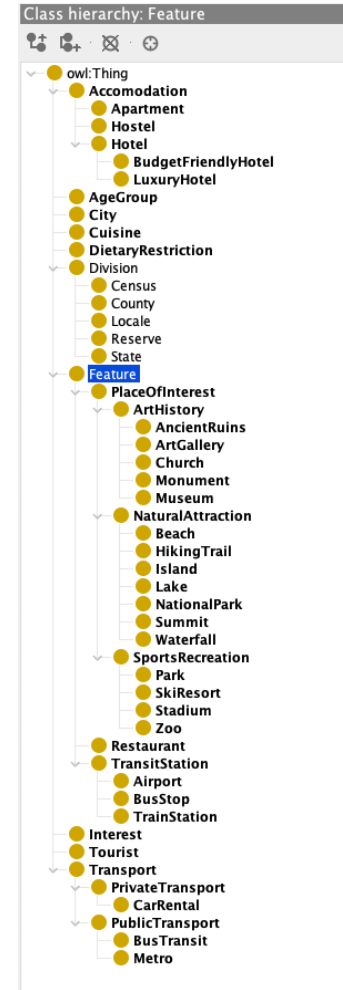 Class hierarchy: Feature
owl:Thing
Accomodation
Apartment
Hostel
Hotel
BudgetFriendlyHotel
LuxuryHotel
AgeGroup
City
Cuisine
DietaryRestriction
Division
Census
County
Locale
Reserve
State
Feature
PlaceOfInterest
ArtHistory
AncientRuins
ArtGallery
Church
Monument
Museum
NaturalAttraction
Beach
HikingTrail
Island
Lake
NationalPark
Summit
Waterfall
SportsRecreation
Park
SkiResort
Stadium
Zoo
Restaurant
TransitStation
Airport
BusStop
TrainStation
Interest
Tourist
Transport
PrivateTransport
CarRental
PublicTransport
BusTransit
Metro